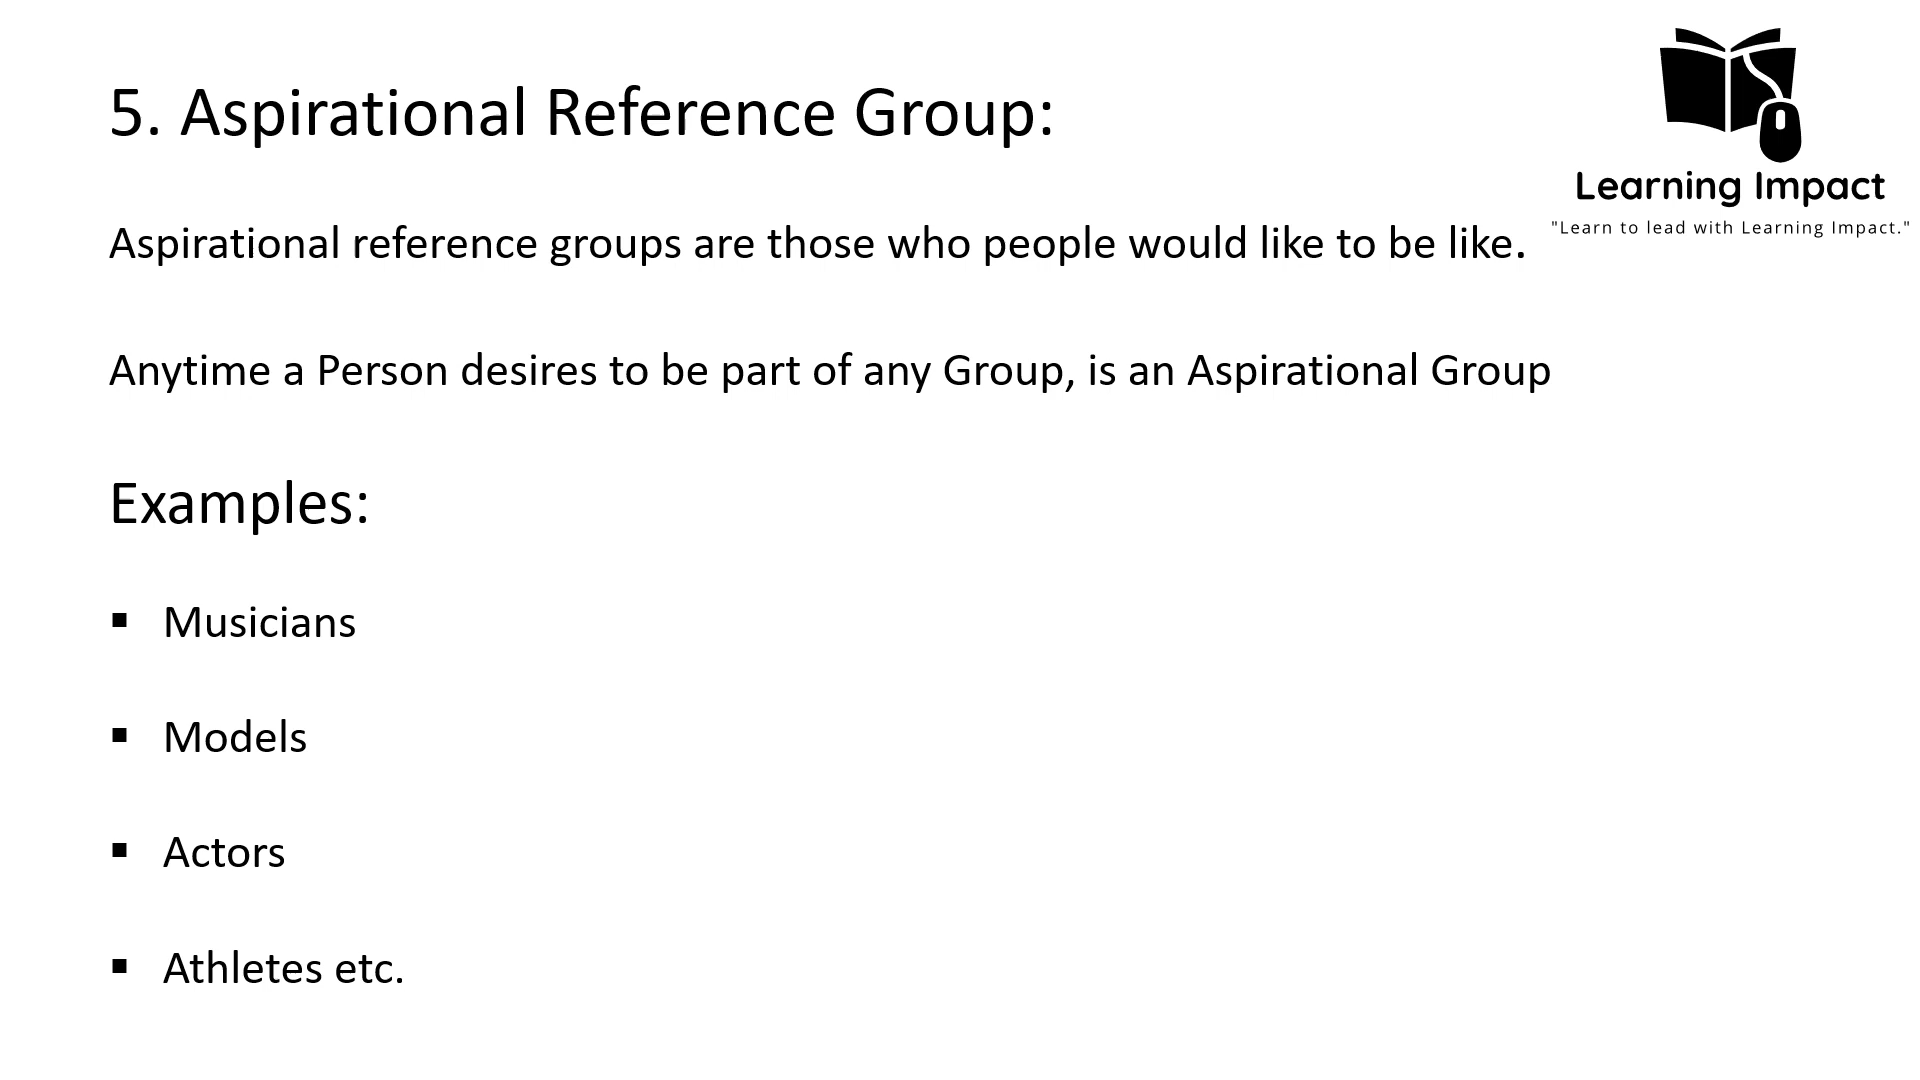 5. Aspirational Reference Group:
Learning Impact
"Learn to lead with Learning Impact."
Aspirational reference groups are those who people would like to be like.
Anytime a Person desires to be part of any Group, is an Aspirational Group
Examples:
▪ Musicians
▪ Models
▪ Actors
▪ Athletes etc.